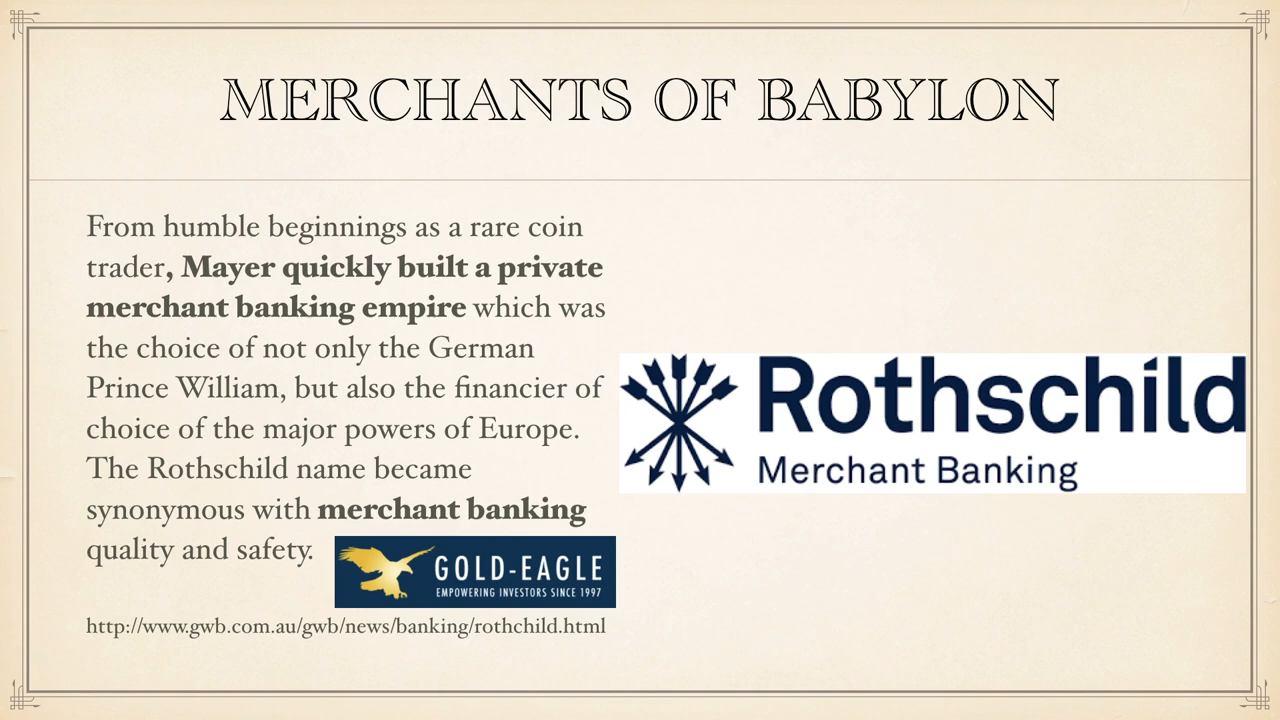 MERCHANTS OF BABYLON
From humble beginnings as a rare coin
trader, Mayer quickly built a private
merchant banking empire which was
the choice of not only the German
Prince William, but also the financier of
choice of the major powers of Europe.
The Rothschild name became
synonymous with merchant banking
quality and safety.
GOLD-EAGLE
EMPOWERING INVESTORS SINCE 1997
http://www.gwb.com.au/gwb/news/banking/rothchild.html
Rothschild
Merchant Banking